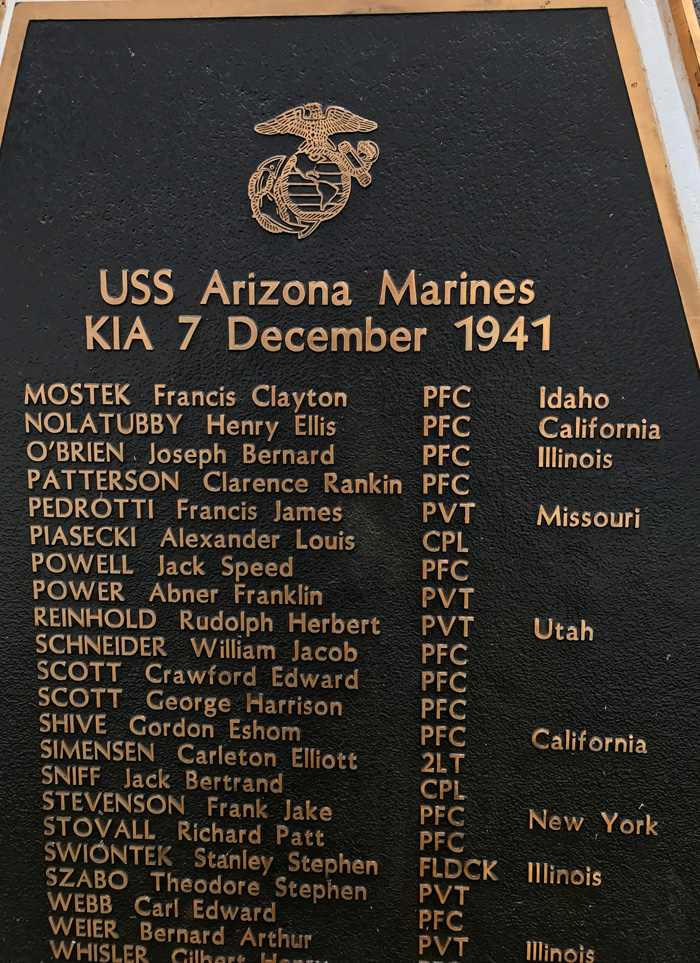 USS Arizona Marines
KIA 7 December 1941
MOSTEK Francis Clayton PFC Idaho
NOLATUBBY Henry Ellis PFC California
O'BRIEN Joseph Bernard PFC Illinois
PATTERSON Clarence Rankin PFC
PEDROTTI Francis James PVT Missouri
PIASECKI Alexander Louis CPL
POWELL Jack Speed PFC
POWER Abner Franklin PVT
REINHOLD Rudolph Herbert PVT Utah
SCHNEIDER William Jacob PFC
SCOTT Crawford Edward PFC
SCOTT George Harrison PFC
SHIVE Gordon Eshom PFC California
SIMENSEN Carleton Elliott 2LT
SNIFF Jack Bertrand CPL
STEVENSON Frank Jake PFC New York
STOVALL Richard Patt PFC
SWIONTEK Stanley Stephen FLDCK Illinois
SZABO Theodore Stephen PVT
WEBB Carl Edward PFC
WEIER Bernard Arthur PVT Illinois
WHISLER Gilbert Henry PFC